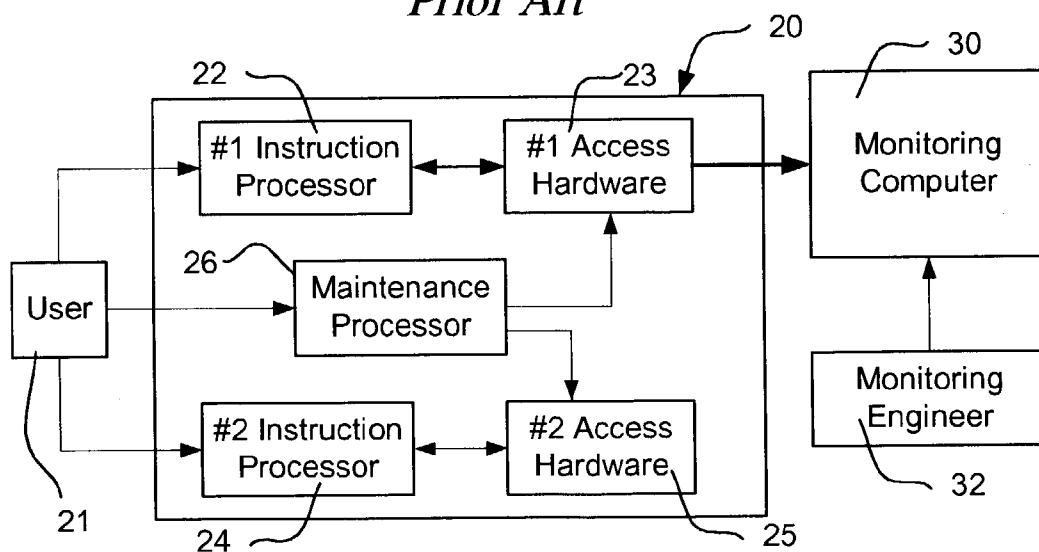 Prior Art
20
22
23
30
#1 Instruction
Processor
#1 Access
Hardware
Monitoring
Computer
26
Maintenance
Processor
User
#2 Instruction
Processor
#2 Access
Hardware
Monitoring
Engineer
21
24
25
32